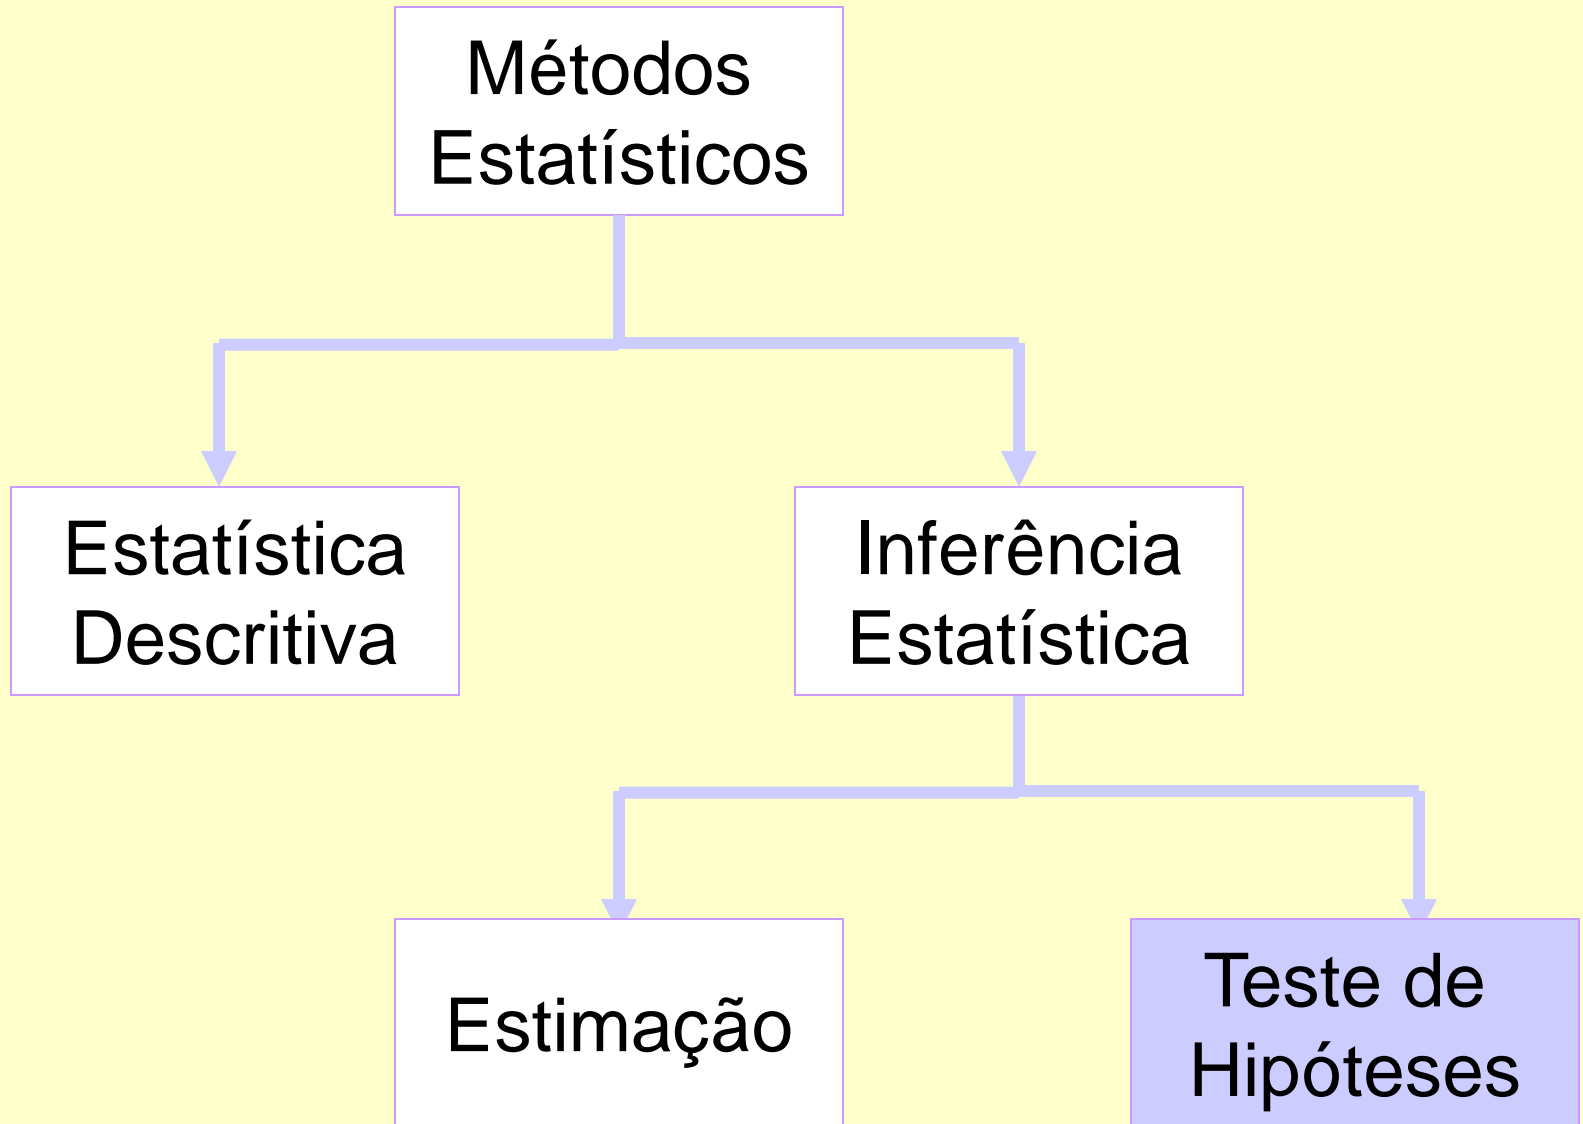 Métodos
Estatísticos
Estatística
Descritiva
Inferência
Estatística
Estimação
Teste de
Hipóteses